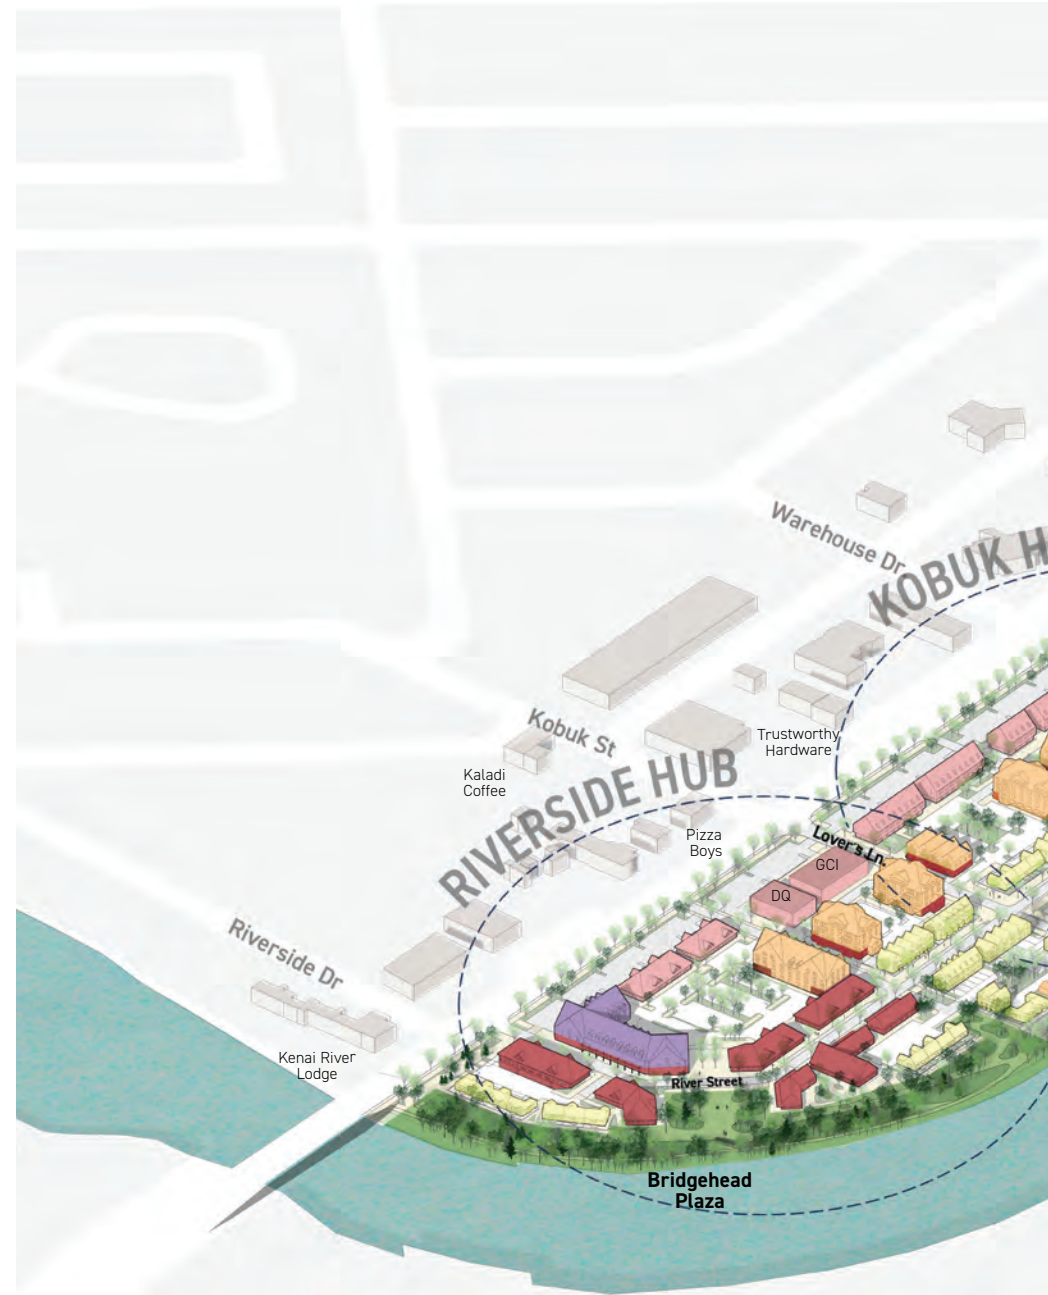 Warehouse Dr
KOBUK H
Kobuk St
Trustworthy
Hardware
Kaladi
Coffee
RIVERSIDE HUB
Pizza
Boys
Lover's Ln.
GCI
DQ
Riverside Dr
Kenai River
Lodge
River Street
Bridgehead
Plaza